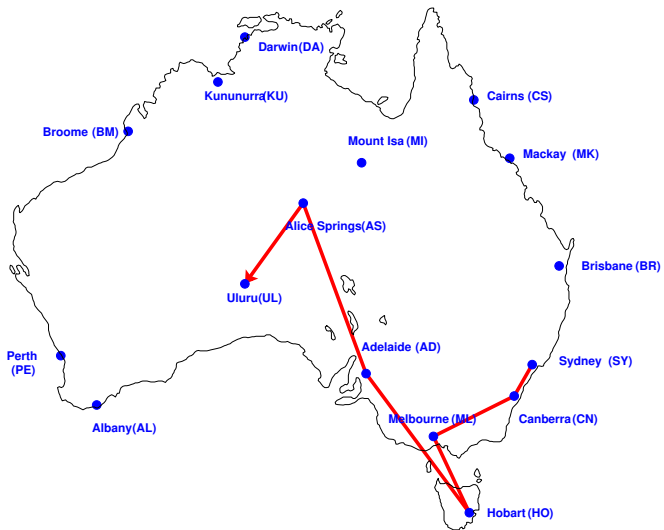 Darwin(DA)
Kununurra(KU)
Cairns (CS)
Broome (BM)
Mount Isa (MI)
Mackay (MK)
Alice Springs(AS)
Brisbane (BR)
Uluru(UL)
Adelaide (AD)
Perth
(PE)
Sydney (SY)
Albany(AL)
Melbourne (ML)
Canberra(CN)
Hobart (HO)